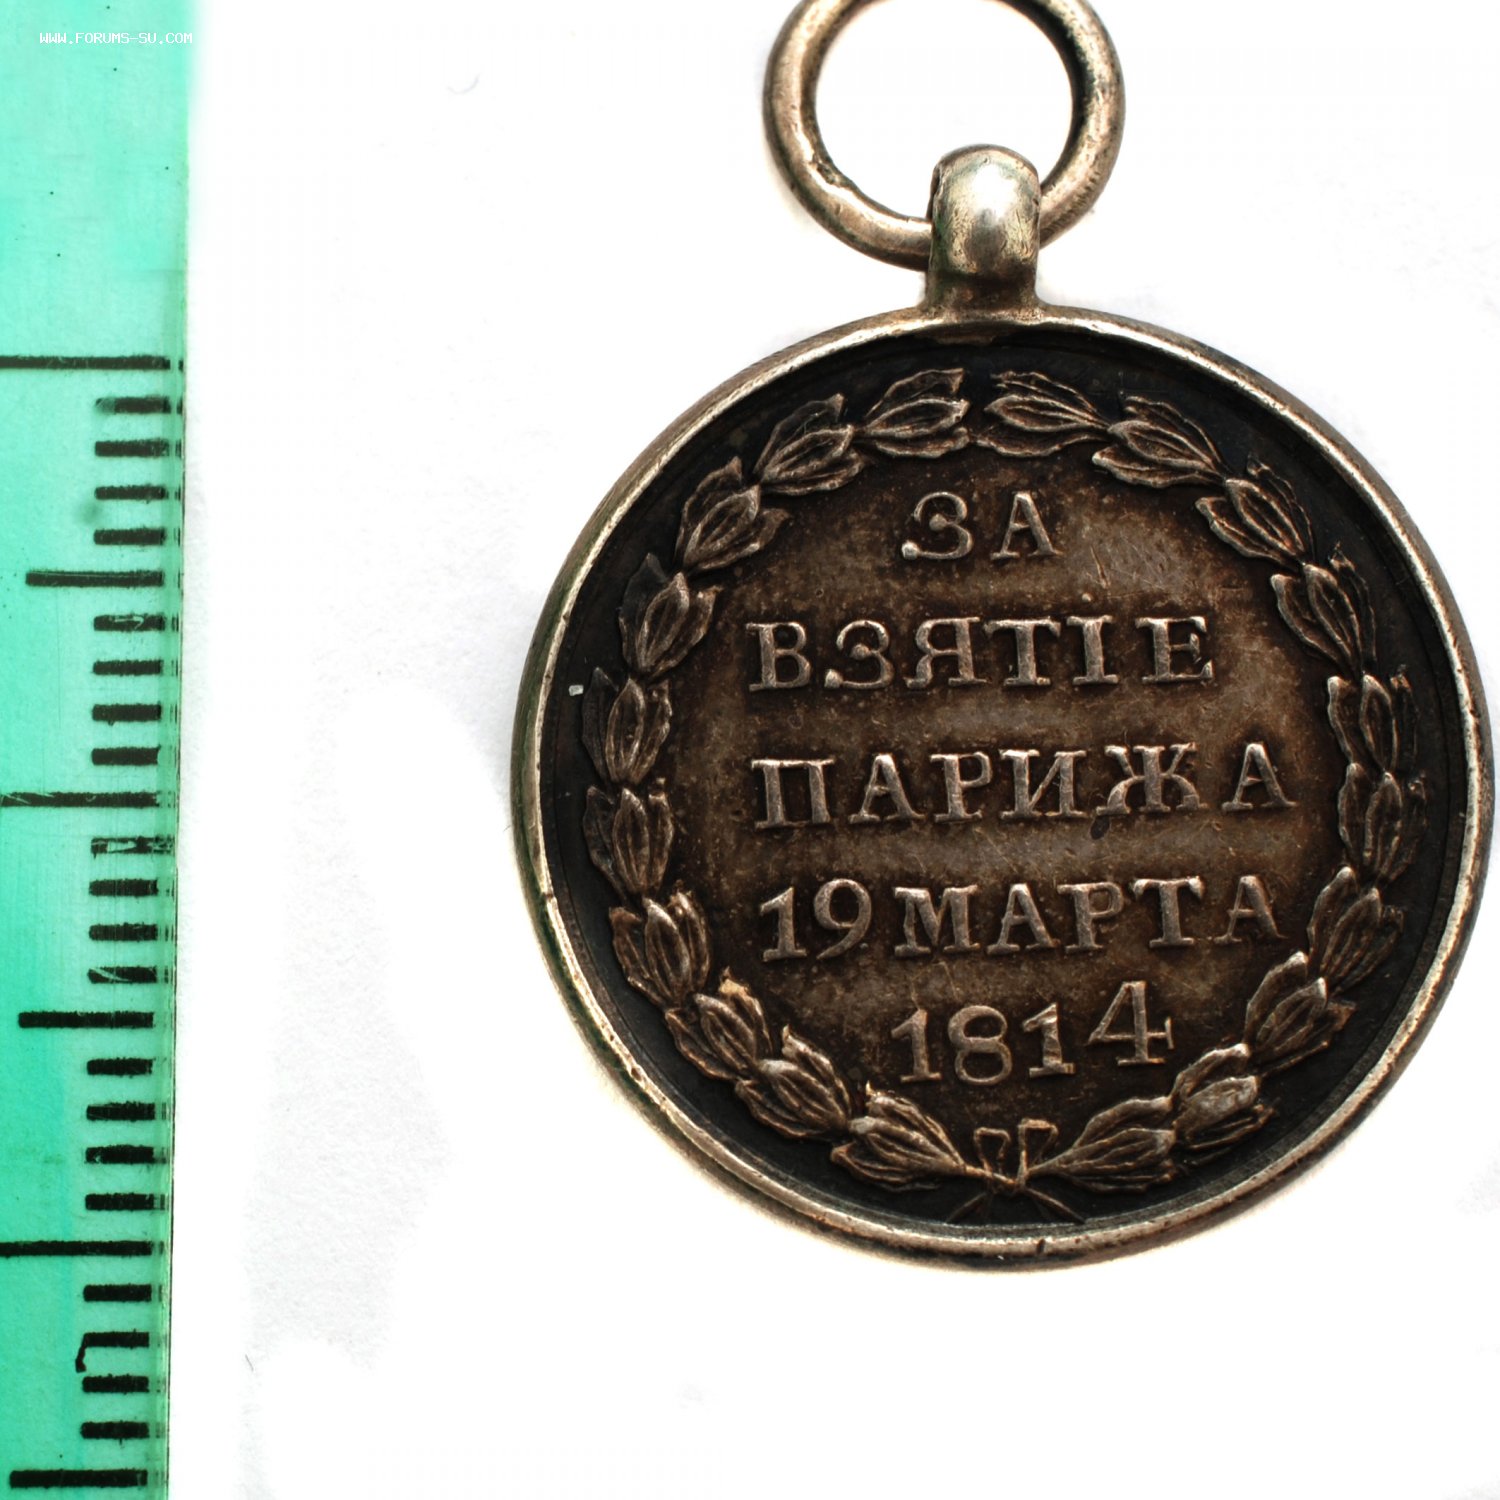 WWW.FORUMS-SU.COM
ЗА
ВЗЯТІЕ
ПАРИЖА
19 МАРТА
1814